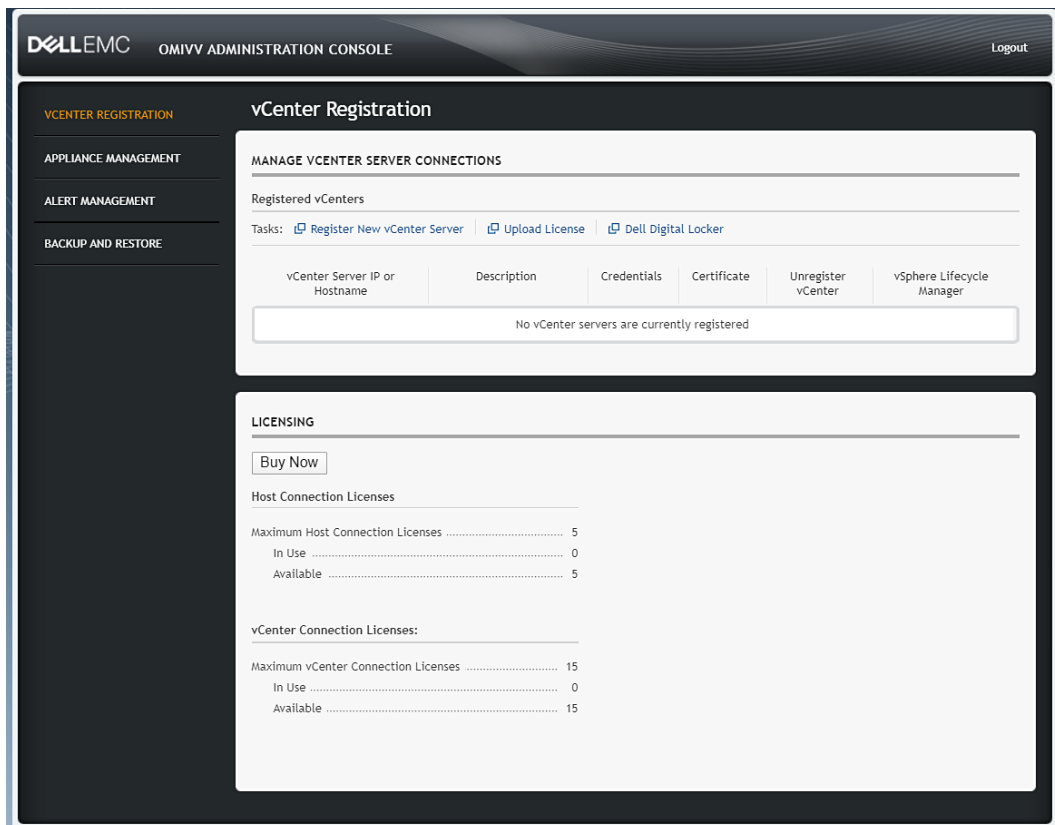 DELLEMC OMIVV ADMINISTRATION CONSOLE Logout
VCENTER REGISTRATION
APPLIANCE MANAGEMENT
ALERT MANAGEMENT
BACKUP AND RESTORE
vCenter Registration
MANAGE VCENTER SERVER CONNECTIONS
Registered vCenters
Tasks: Register New vCenter Server Upload License Dell Digital Locker
vCenter Server IP or Hostname Description Credentials Certificate Unregister vCenter vSphere Lifecycle Manager
No vCenter servers are currently registered
LICENSING
Buy Now
Host Connection Licenses
Maximum Host Connection Licenses 5
In Use 0
Available 5
vCenter Connection Licenses:
Maximum vCenter Connection Licenses 15
In Use 0
Available 15